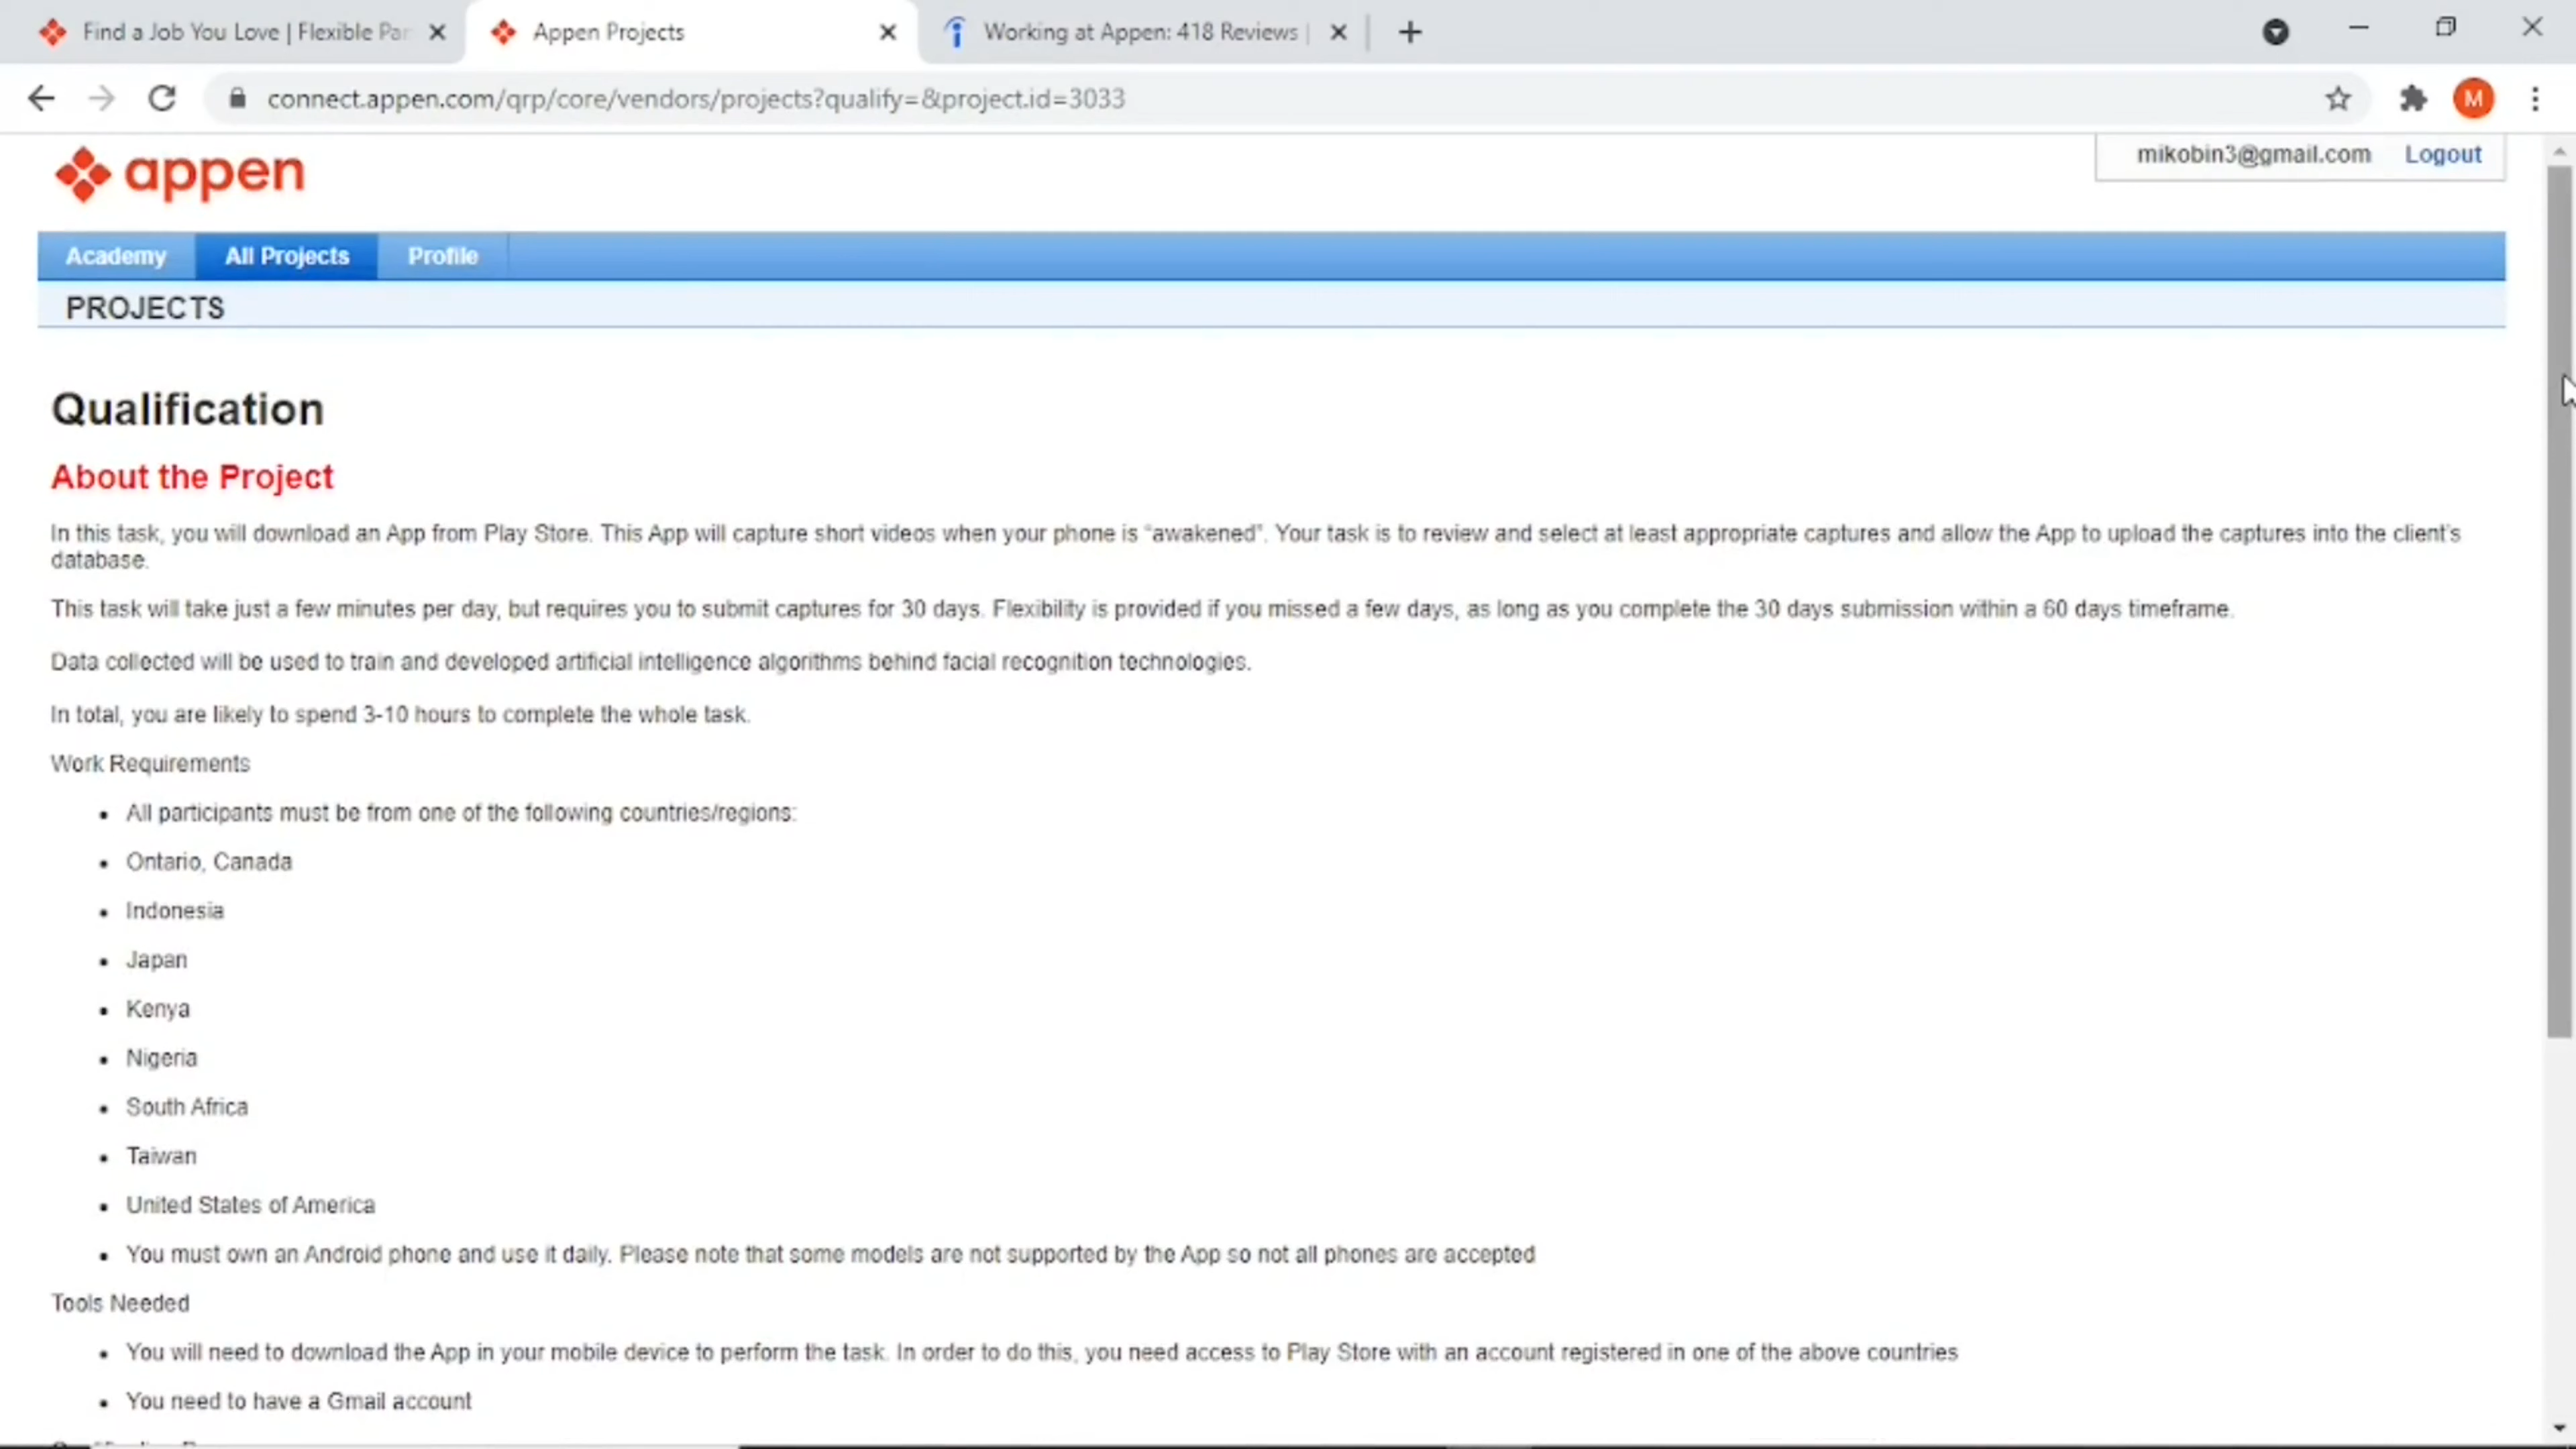 Find a Job You Love | Flexible Par
Appen Projects
Working at Appen: 418 Reviews |
connect.appen.com/qrp/core/vendors/projects?qualify=&project.id=3033
M
appen
mikobin3@gmail.com Logout
Academy All Projects Profile
PROJECTS
Qualification
About the Project
In this task, you will download an App from Play Store. This App will capture short videos when your phone is “awakened”. Your task is to review and select at least appropriate captures and allow the App to upload the captures into the client's
database.
This task will take just a few minutes per day, but requires you to submit captures for 30 days. Flexibility is provided if you missed a few days, as long as you complete the 30 days submission within a 60 days timeframe.
Data collected will be used to train and developed artificial intelligence algorithms behind facial recognition technologies.
In total, you are likely to spend 3-10 hours to complete the whole task.
Work Requirements
• All participants must be from one of the following countries/regions:
• Ontario, Canada
• Indonesia
• Japan
• Kenya
• Nigeria
• South Africa
• Taiwan
• United States of America
• You must own an Android phone and use it daily. Please note that some models are not supported by the App so not all phones are accepted
Tools Needed
• You will need to download the App in your mobile device to perform the task. In order to do this, you need access to Play Store with an account registered in one of the above countries
• You need to have a Gmail account